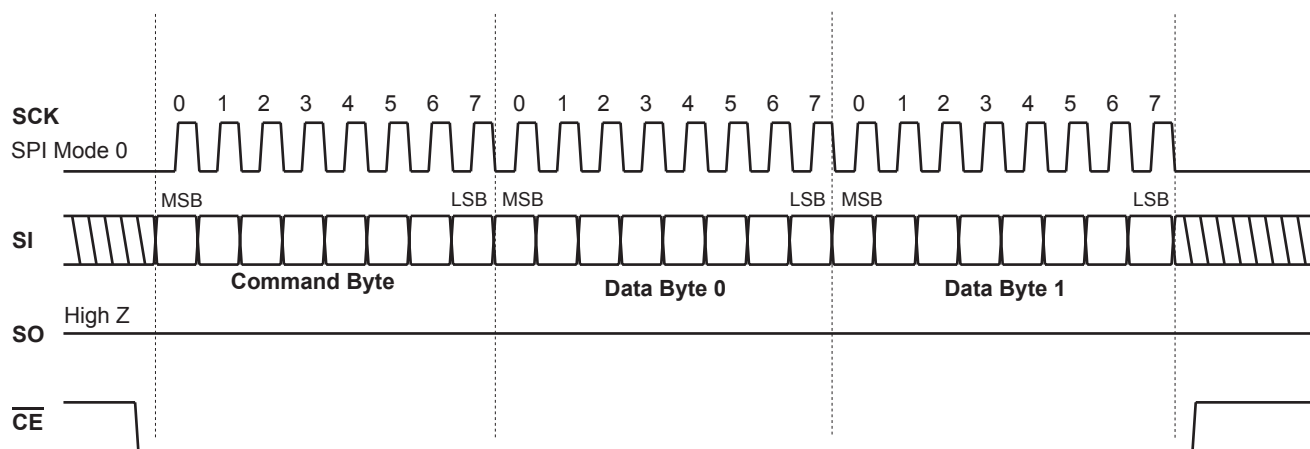 0 1 2 3 4 5 6 7 0 1 2 3 4 5 6 7 0 1 2 3 4 5 6 7
SCK
SPI Mode 0
MSB LSB MSB LSB MSB LSB
SI
Command Byte Data Byte 0 Data Byte 1
High Z
SO
CE